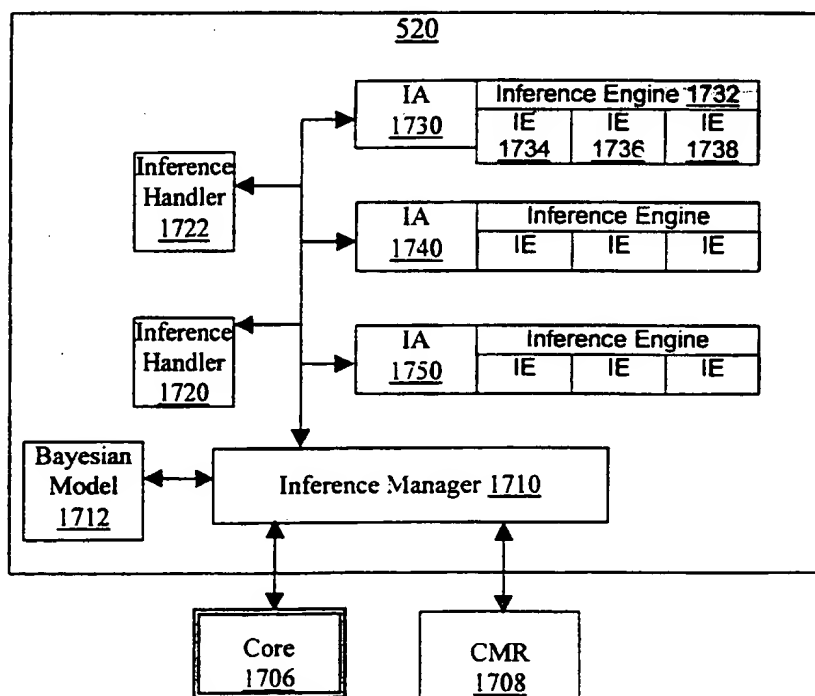 520
IA
1730
Inference Engine 1732
IE
1734
IE
1736
IE
1738
Inference
Handler
1722
IA
1740
Inference Engine
IE
IE
IE
Inference
Handler
1720
IA
1750
Inference Engine
IE
IE
IE
Bayesian
Model
1712
Inference Manager 1710
Core
1706
CMR
1708